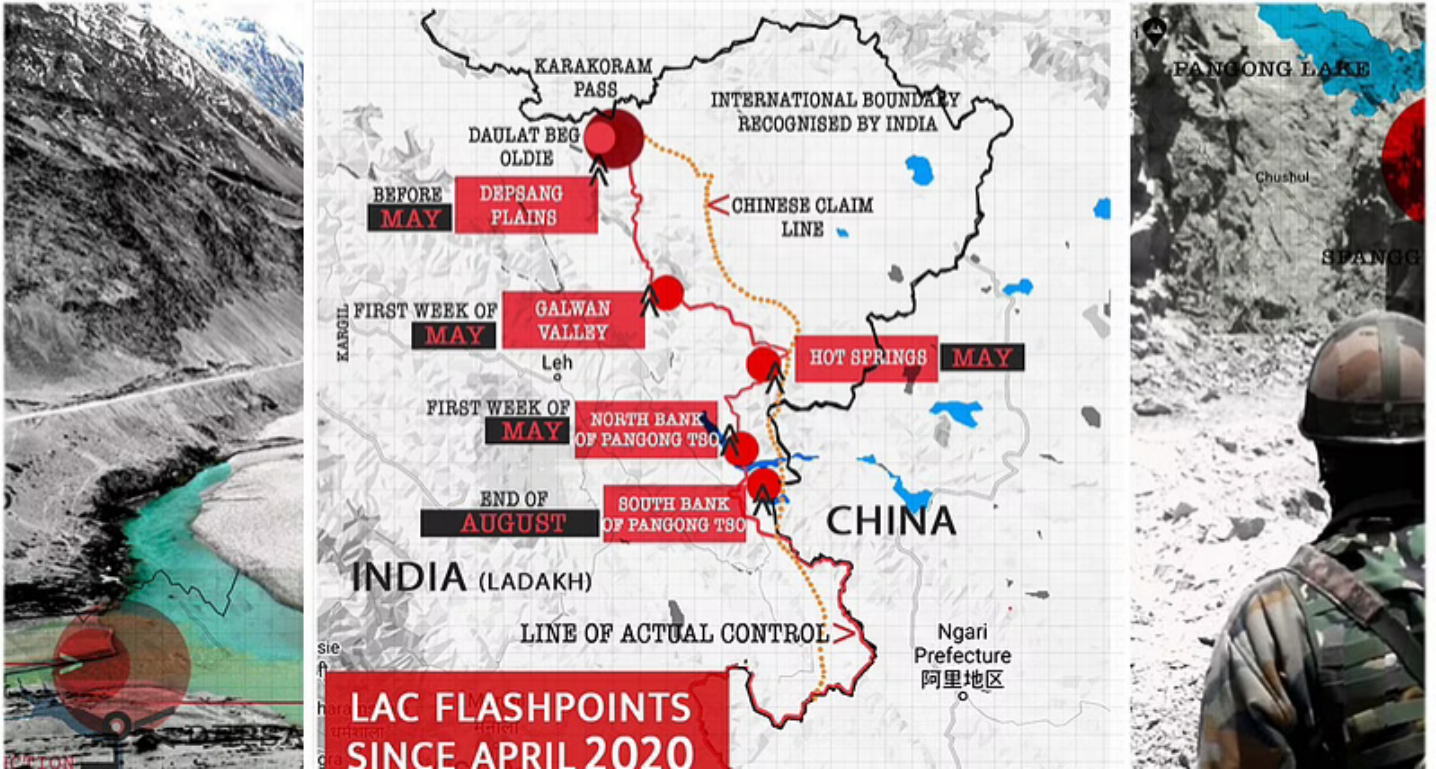 KARAKORAM
PASS
INTERNATIONAL BOUNDARY
RECOGNISED BY INDIA
DAULAT BEG
OLDIE
BEFORE
MAY
DEPSANG
PLAINS
CHINESE CLAIM
LINE
KARGIL
FIRST WEEK OF
MAY
GALWAN
VALLEY
Leh
HOT SPRINGS
MAY
FIRST WEEK OF
MAY
NORTH BANK
OF PANGONG TSO
END OF
AUGUST
SOUTH BANK
OF PANGONG TSO
CHINA
INDIA (LADAKH)
LINE OF ACTUAL CONTROL
Ngari
Prefecture
阿里地区
LAC FLASHPOINTS
SINCE APRIL 2020
PANGONG LAKE
Chushul
SPANGG